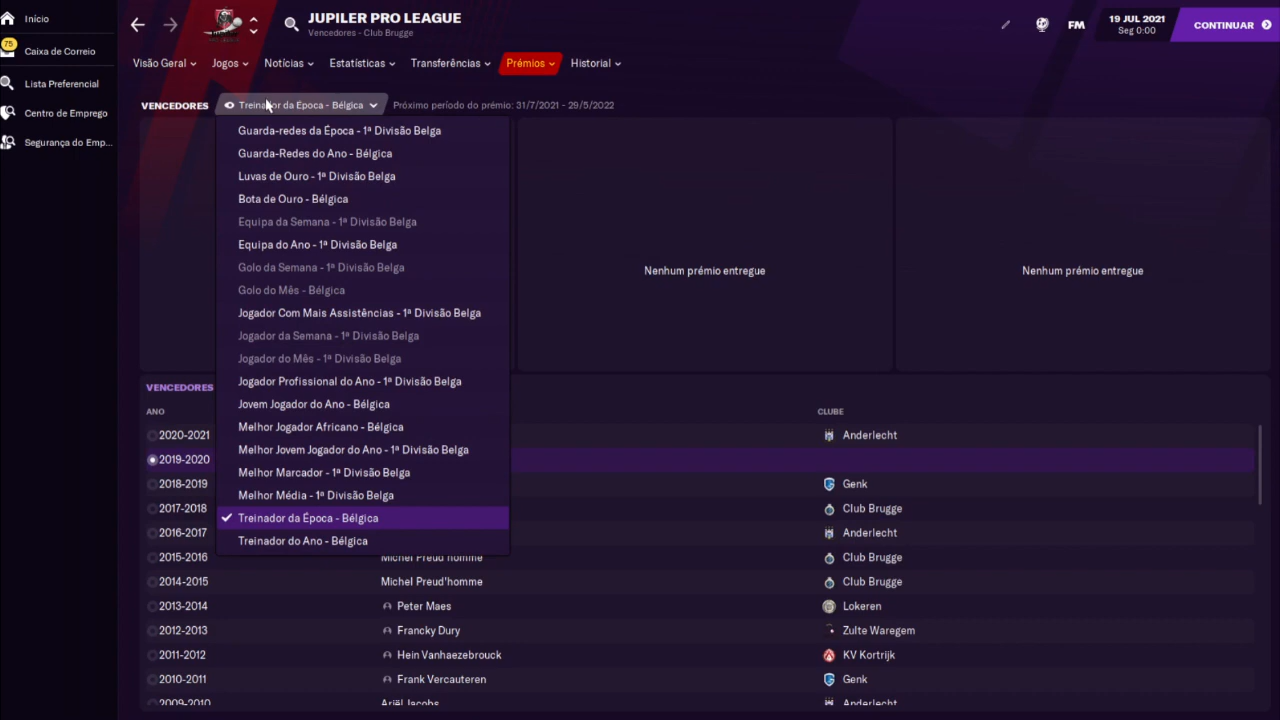 Início
Caixa de Correio
75
Lista Preferencial
Centro de Emprego
Segurança do Emp...
JUPILER PRO LEAGUE
Vencedores - Club Brugge
FM
19 JUL 2021
Seg 0:00
CONTINUAR
Visão Geral
Jogos
Notícias
Estatísticas
Transferências
Prémios
Historial
VENCEDORES
Treinador da Época - Bélgica
Próximo período do prémio: 31/7/2021 - 29/5/2022
Guarda-redes da Época - 1ª Divisão Belga
Guarda-Redes do Ano - Bélgica
Luvas de Ouro - 1ª Divisão Belga
Bota de Ouro - Bélgica
Equipa da Semana - 1ª Divisão Belga
Equipa do Ano - 1ª Divisão Belga
Golo da Semana - 1ª Divisão Belga
Golo do Mês - Bélgica
Jogador Com Mais Assistências - 1ª Divisão Belga
Jogador da Semana - 1ª Divisão Belga
Jogador do Mês - 1ª Divisão Belga
Jogador Profissional do Ano - 1ª Divisão Belga
Jovem Jogador do Ano - Bélgica
Melhor Jogador Africano - Bélgica
Melhor Jovem Jogador do Ano - 1ª Divisão Belga
Melhor Marcador - 1ª Divisão Belga
Melhor Média - 1ª Divisão Belga
Treinador da Época - Bélgica
Treinador do Ano - Bélgica
Nenhum prémio entregue
Nenhum prémio entregue
VENCEDORES
ANO
CLUBE
2020-2021 Anderlecht
2019-2020
2018-2019 Genk
2017-2018 Club Brugge
2016-2017 Anderlecht
2015-2016 Michel Preud'homme Club Brugge
2014-2015 Michel Preud'homme Club Brugge
2013-2014 Peter Maes Lokeren
2012-2013 Francky Dury Zulte Waregem
2011-2012 Hein Vanhaezebrouck KV Kortrijk
2010-2011 Frank Vercauteren Genk
2009-2010 Ariël Jacobs Anderlecht